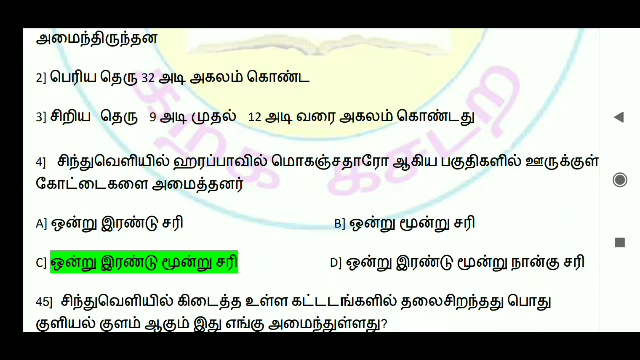 அமைந்திருந்தன
2] பெரிய தெரு 32 அடி அகலம் கொண்ட
3] சிறிய தெரு 9 அடி முதல் 12 அடி வரை அகலம் கொண்டது
4] சிந்துவெளியில் ஹரப்பாவில் மொகஞ்சதாரோ ஆகிய பகுதிகளில் ஊருக்குள்
கோட்டைகளை அமைத்தனர்
A] ஒன்று இரண்டு சரி B] ஒன்று மூன்று சரி
C] ஒன்று இரண்டு மூன்று சரி D] ஒன்று இரண்டு மூன்று நான்கு சரி
45] சிந்துவெளியில் கிடைத்த உள்ள கட்டடங்களில் தலைசிறந்தது பொது
குளியல் குளம் ஆகும் இது எங்கு அமைந்துள்ளது?
கற்க கசடற